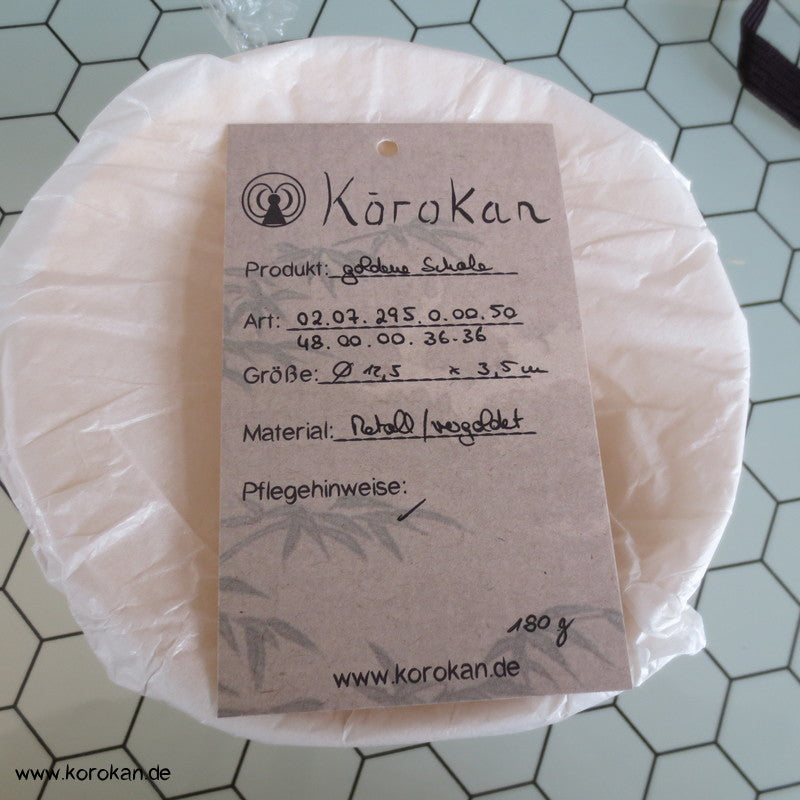 Kōrokan
Produkt: goldene Schale
Art: 02.07.295.0.00.50
48.00.00.36-36
Größe: Ø 12,5 x 3,5 cm
Material: Metall/vergoldet
Pflegehinweise: /
180 g
www.korokan.de
www.korokan.de